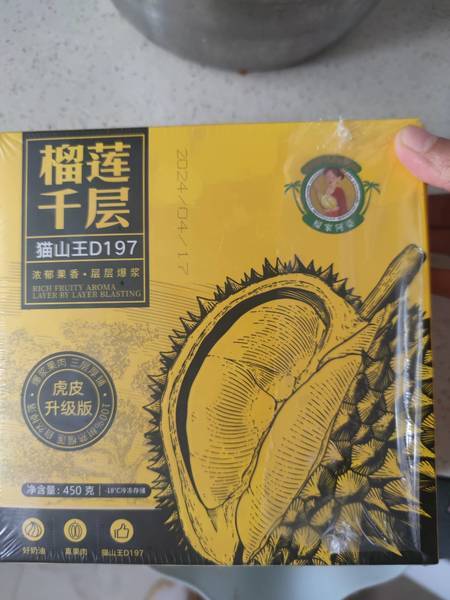 榴莲
千层
猫山王D197
浓郁果香·层层爆浆
RICH FRUITY AROMA
LAYER BY LAYER BLASTING
2024/04/17
虎皮
升级版
净含量: 450 克
-18°C冷冻存储
好奶油
真果肉
猫山王D197